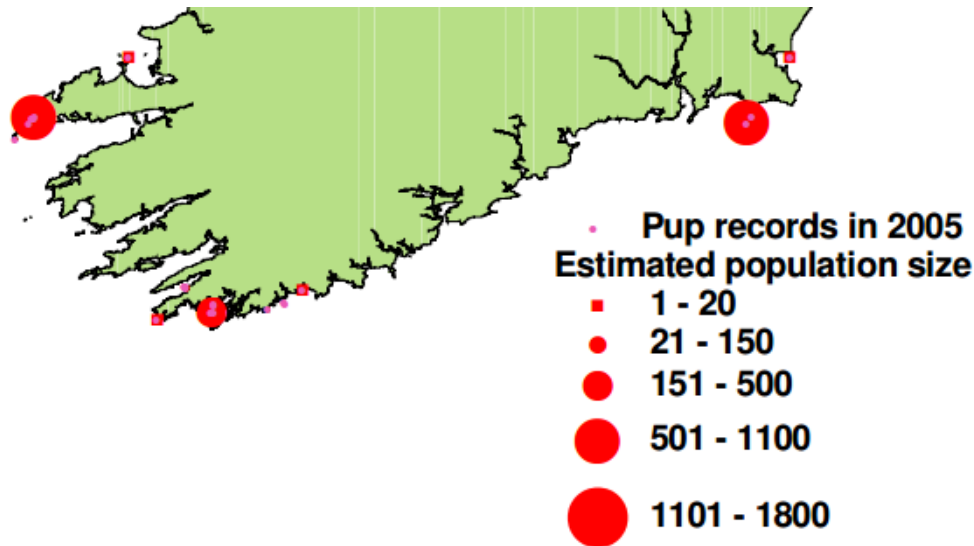 Pup records in 2005
Estimated population size
1 - 20
21 - 150
151 - 500
501 - 1100
1101 - 1800